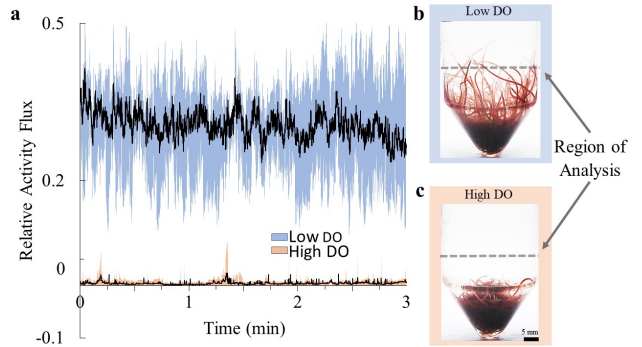 a
0.5
0.2
0
-0.1
Relative Activity Flux
Low DO
High DO
0
1
2
3
Time (min)
b
Low DO
Region of
Analysis
c
High DO
5 mm